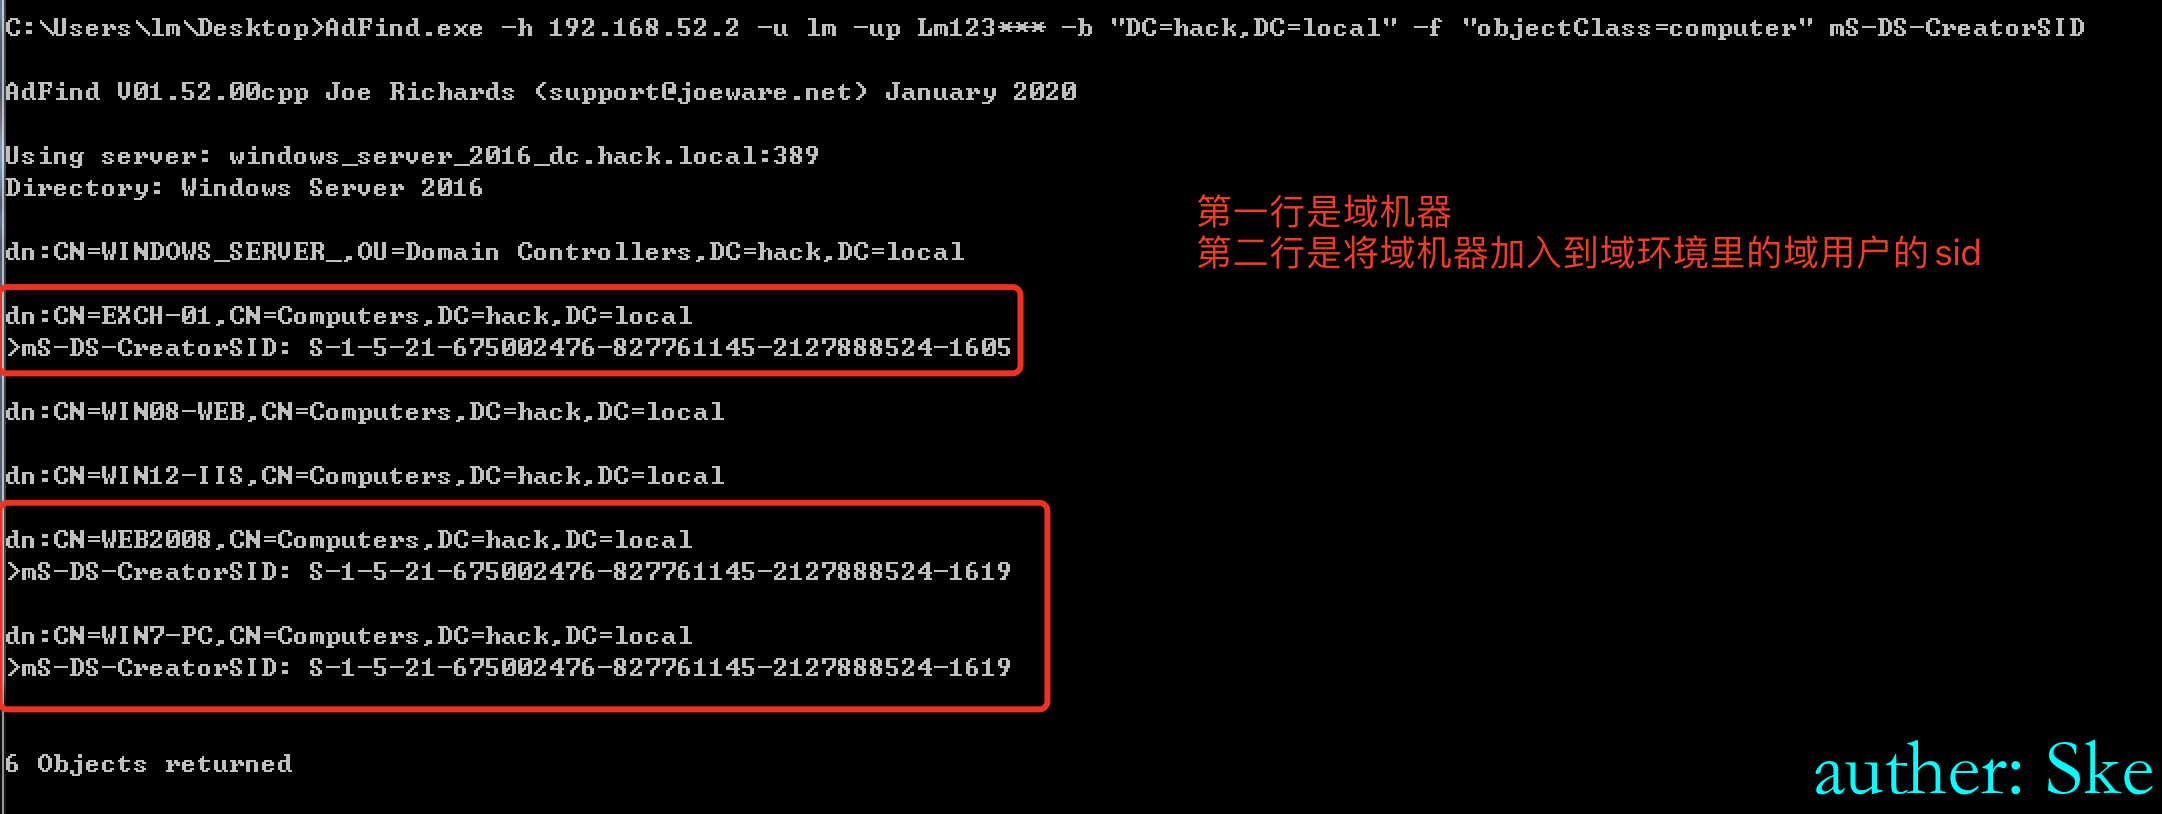 C:\Users\lm\Desktop>AdFind.exe -h 192.168.52.2 -u lm -up Lm123*** -b "DC=hack,DC=local" -f "objectClass=computer" mS-DS-CreatorSID
AdFind V01.52.00cpp Joe Richards (support@joeware.net) January 2020
Using server: windows_server_2016_dc.hack.local:389
Directory: Windows Server 2016
第一行是域机器
第二行是将域机器加入到域环境里的域用户的sid
dn:CN=WINDOWS_SERVER_,OU=Domain Controllers,DC=hack,DC=local
dn:CN=EXCH-01,CN=Computers,DC=hack,DC=local
>mS-DS-CreatorSID: S-1-5-21-675002476-827761145-2127888524-1605
dn:CN=WIN08-WEB,CN=Computers,DC=hack,DC=local
dn:CN=WIN12-IIS,CN=Computers,DC=hack,DC=local
dn:CN=WEB2008,CN=Computers,DC=hack,DC=local
>mS-DS-CreatorSID: S-1-5-21-675002476-827761145-2127888524-1619
dn:CN=WIN7-PC,CN=Computers,DC=hack,DC=local
>mS-DS-CreatorSID: S-1-5-21-675002476-827761145-2127888524-1619
6 Objects returned
auther: Ske